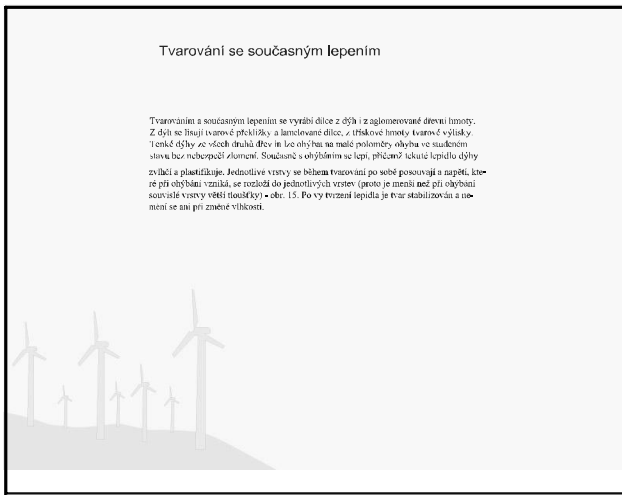 Tvarování se současným lepením
Tvarováním a současným lepením se vyrábí dílce z dýh i z aglomerované dřevní hmoty.
Z dýh se lisují tvarové překližky a lamelované dílce, z třískové hmoty tvarové výlisky.
Tenké dýhy ze všech druhů dřevin lze ohýbat na malé poloměry ohybu ve studeném
stavu bez nebezpečí zlomení. Současně s ohýbáním se lepí, přičemž tekuté lepidlo dýhy
zvlhčí a plastifikuje. Jednotlivé vrstvy se během tvarování po sobě posouvají a napětí, kte-
ré při ohýbání vzniká, se rozloží do jednotlivých vrstev (proto je menší než při ohýbání
souvislé vrstvy větší tloušťky) - obr. 15. Po vy tvrzení lepidla je tvar stabilizován a ne-
mění se ani při změně vlhkosti.